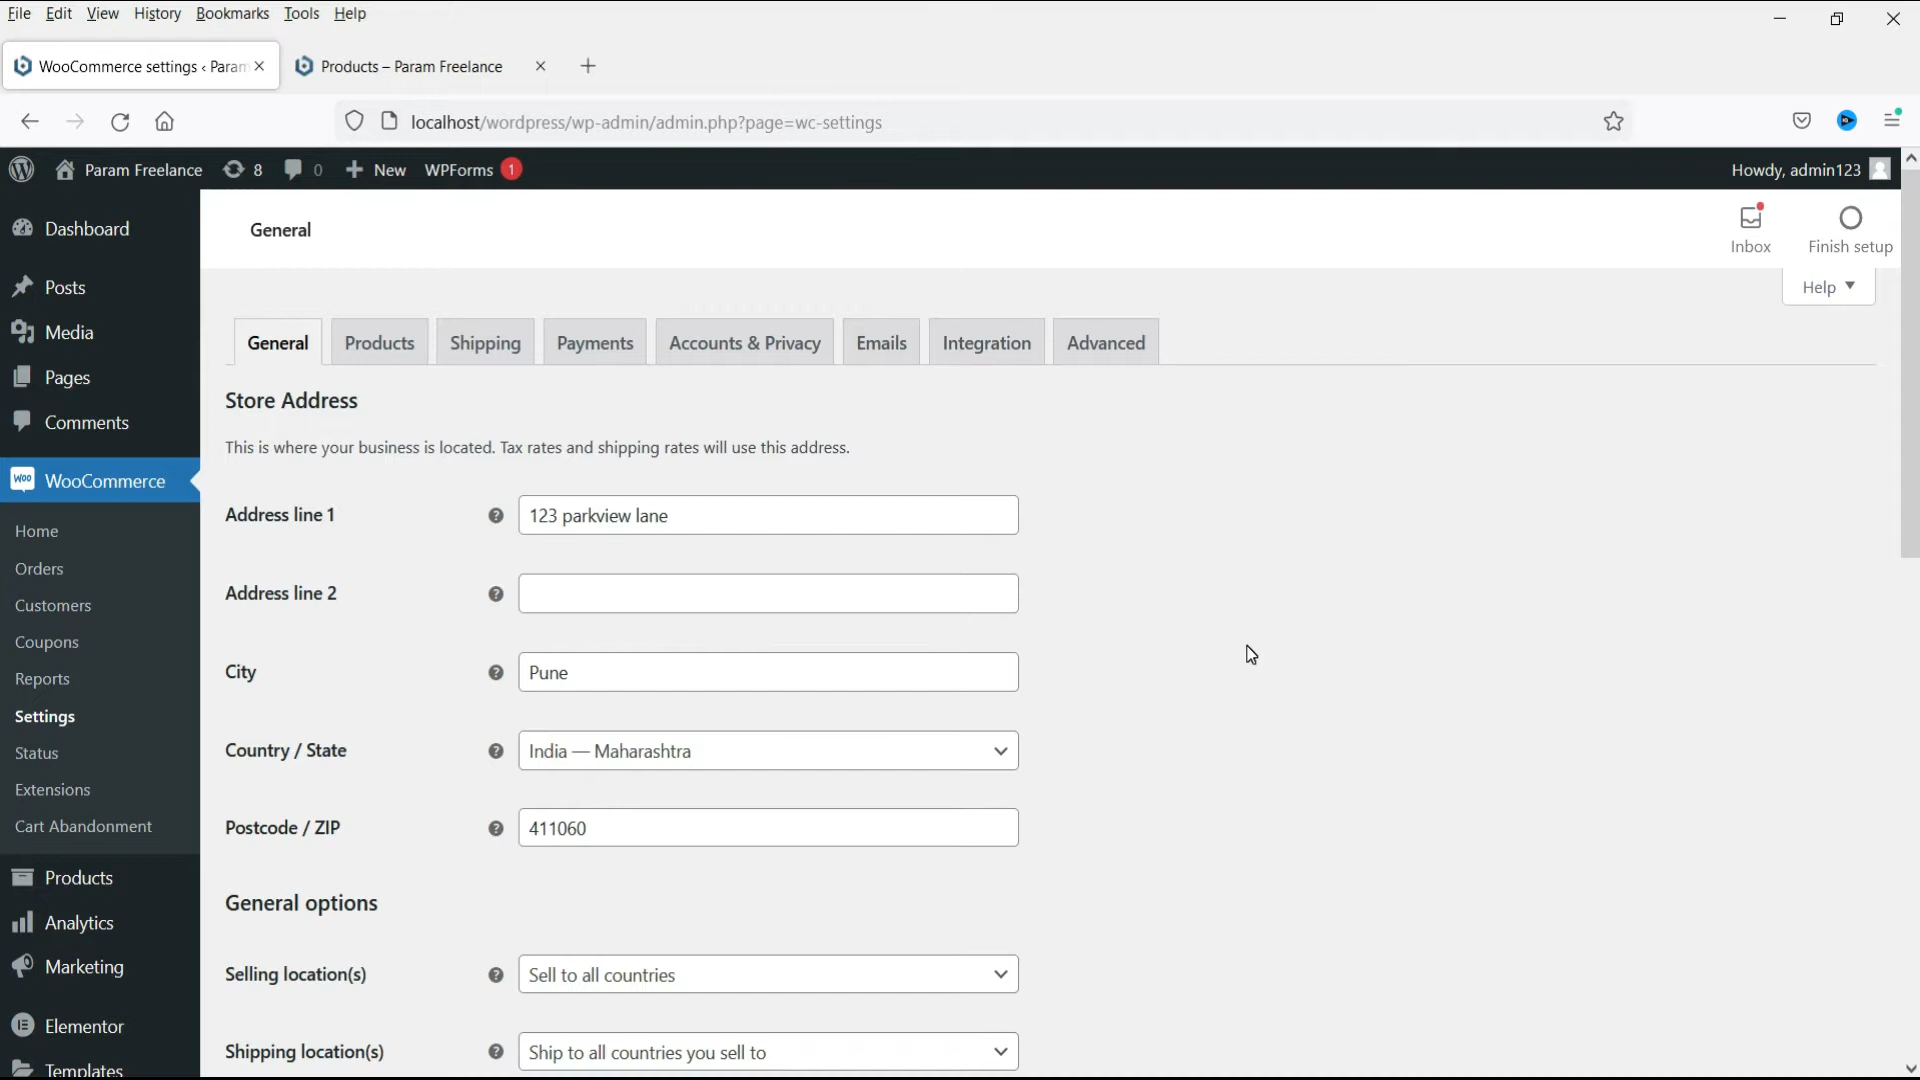 File Edit View History Bookmarks Tools Help
WooCommerce settings ‹ Param
Products – Param Freelance
localhost/wordpress/wp-admin/admin.php?page=wc-settings
Param Freelance 8 0 New WPForms 1 Howdy, admin123
Dashboard
Posts
Media
Pages
Comments
woo WooCommerce
Home
Orders
Customers
Coupons
Reports
Settings
Status
Extensions
Cart Abandonment
Products
Analytics
Marketing
Elementor
Templates
General
Inbox
Finish setup
Help
General Products Shipping Payments Accounts & Privacy Emails Integration Advanced
Store Address
This is where your business is located. Tax rates and shipping rates will use this address.
Address line 1 ? 123 parkview lane
Address line 2 ?
City ? Pune
Country / State ? India — Maharashtra
Postcode / ZIP ? 411060
General options
Selling location(s) ? Sell to all countries
Shipping location(s) ? Ship to all countries you sell to